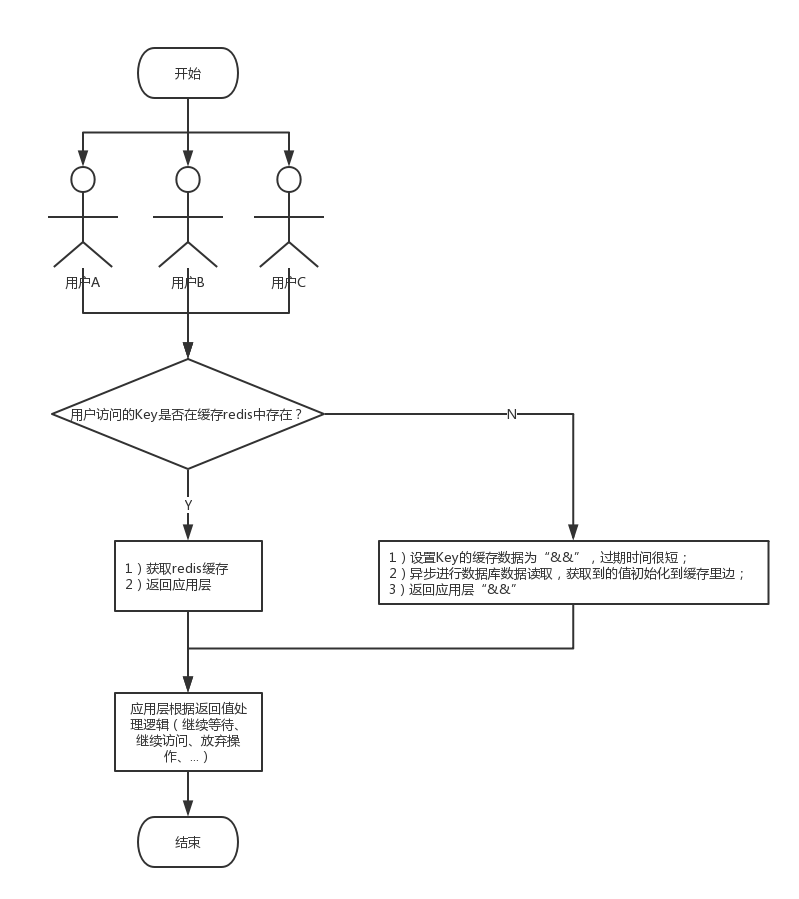 开始
用户A
用户B
用户C
用户访问的Key是否在缓存redis中存在？
N
Y
1）获取redis缓存
2）返回应用层
1）设置Key的缓存数据为“&&”，过期时间很短；
2）异步进行数据库数据读取，获取到的值初始化到缓存里边；
3）返回应用层“&&”
应用层根据返回值处
理逻辑（继续等待、
继续访问、放弃操
作、...）
结束